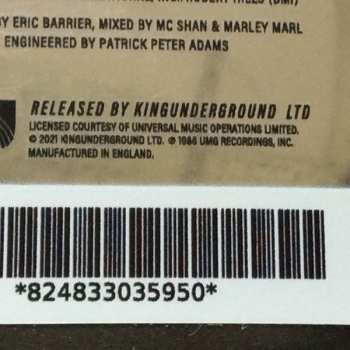 BY ERIC BARRIER, MIXED BY MC SHAN & MARLEY MARL
ENGINEERED BY PATRICK PETER ADAMS
RELEASED BY KINGUNDERGROUND LTD
LICENSED COURTESY OF UNIVERSAL MUSIC OPERATIONS LIMITED.
© 2021 KINGUNDERGROUND LTD. ℗ 1986 UMG RECORDINGS, INC.
MANUFACTURED IN ENGLAND.
*824833035950*